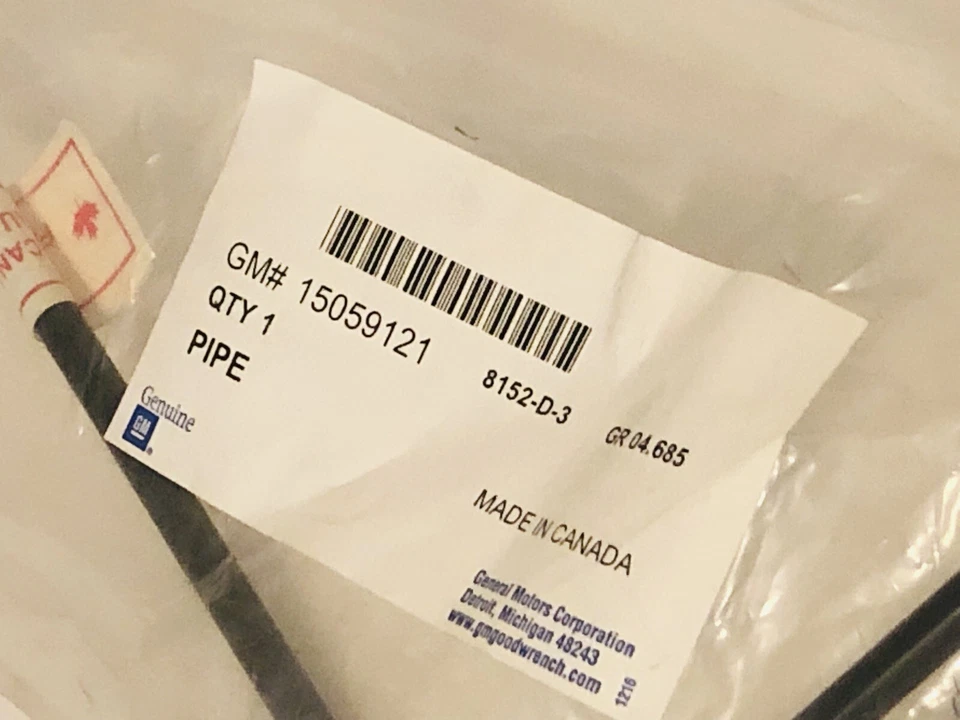 GM# 15059121
QTY 1
PIPE
8152-D-3
GR 04.685
Genuine
GM
MADE IN CANADA
General Motors Corporation
Detroit, Michigan 48243
www.gmgoodwrench.com
1216